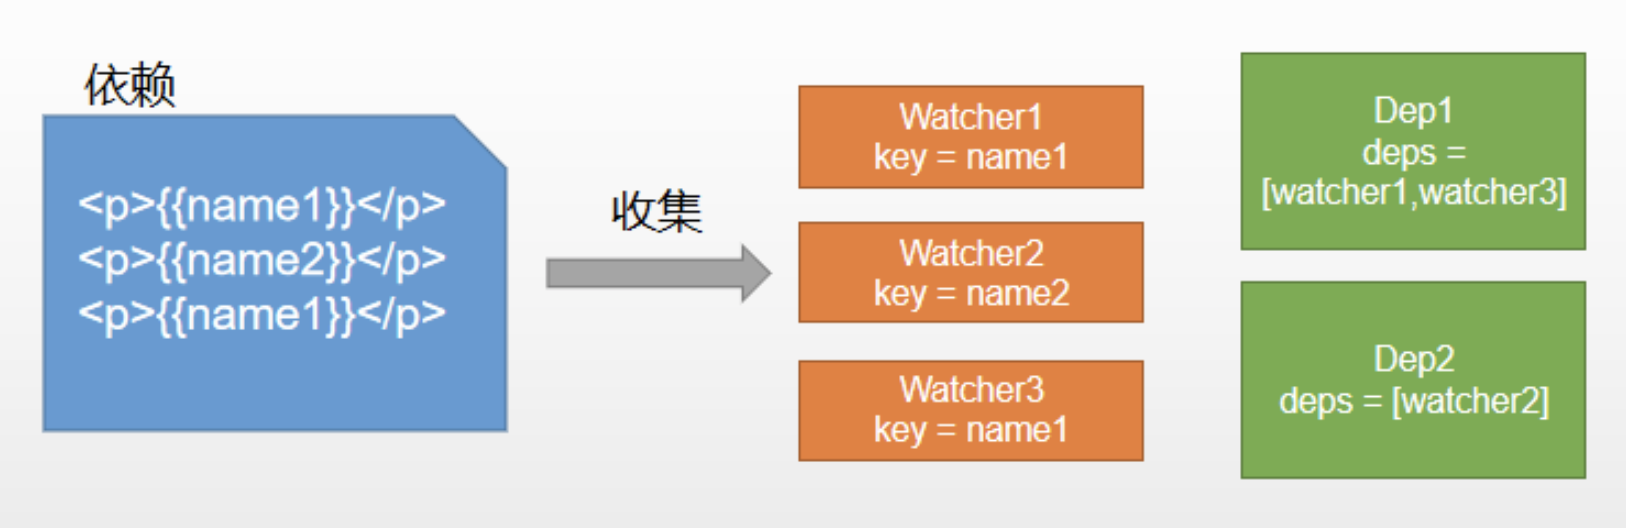 依赖
<p>{{name1}}</p>
<p>{{name2}}</p>
<p>{{name1}}</p>
收集
Watcher1
key = name1
Watcher2
key = name2
Watcher3
key = name1
Dep1
deps =
[watcher1,watcher3]
Dep2
deps = [watcher2]